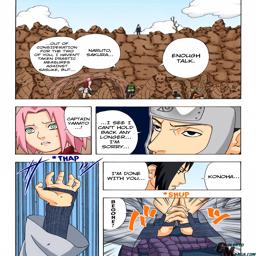 ...OUT OF
CONSIDERATION
FOR THE
TWO OF
YOU, I HAVEN'T
TAKEN DRASTIC
MEASURES
AGAINST
SASUKE, BUT...
NARUTO,
SAKURA...
ENOUGH
TALK.
CAPTAIN
YAMATO...!
...I SEE I
CAN'T HOLD
BACK ANY
LONGER...
I'M
SORRY...
*THAP
I'M
DONE WITH
YOU...
KONOHA...
*SHUP
BEGONE!